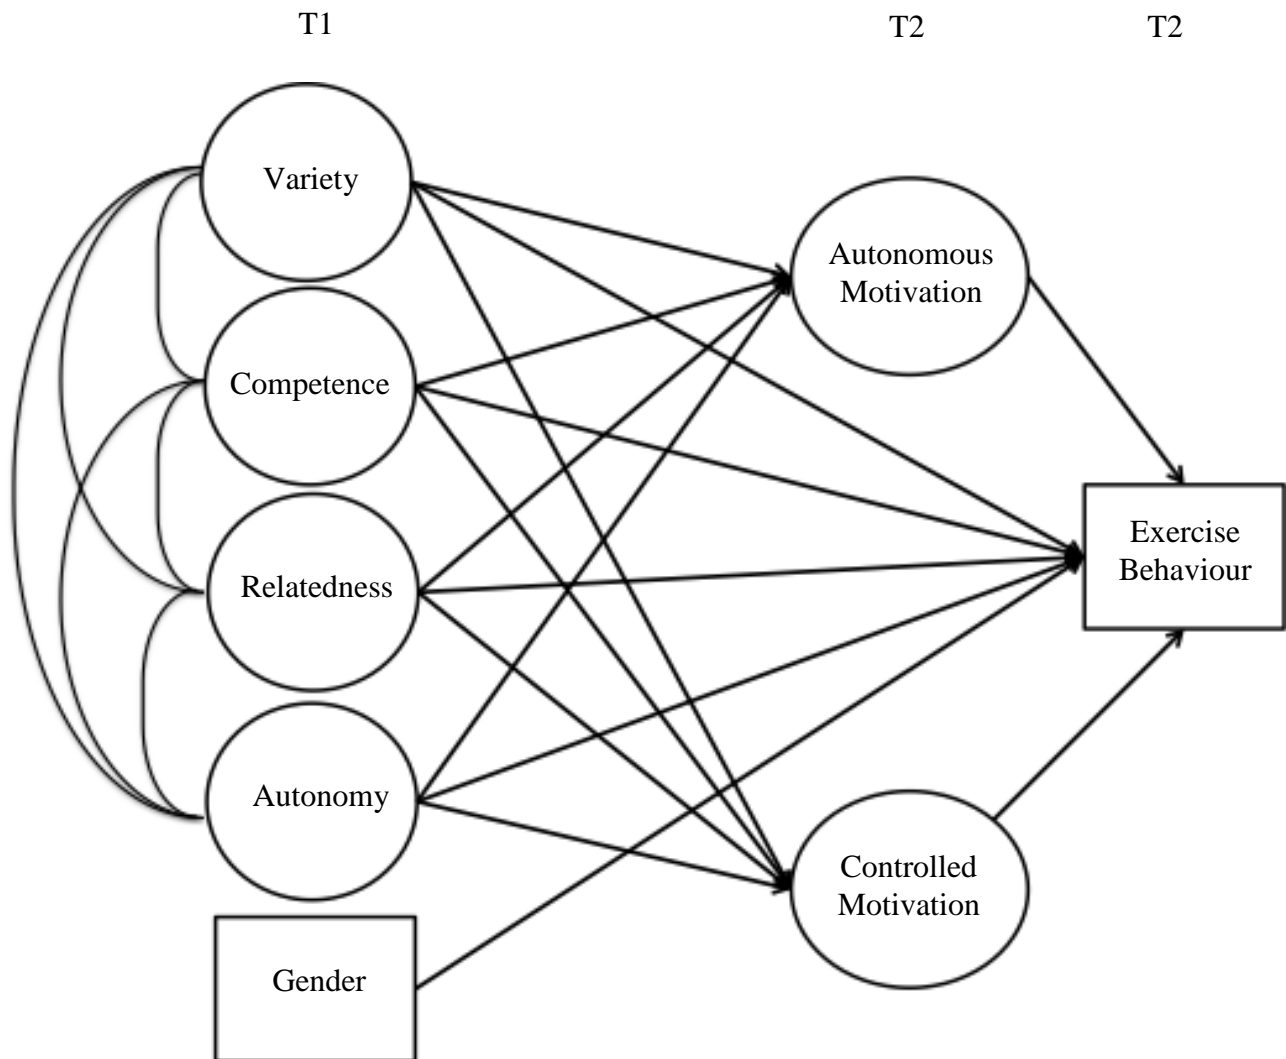 T1
T2
T2
Variety
Competence
Relatedness
Autonomy
Gender
Autonomous
Motivation
Controlled
Motivation
Exercise
Behaviour